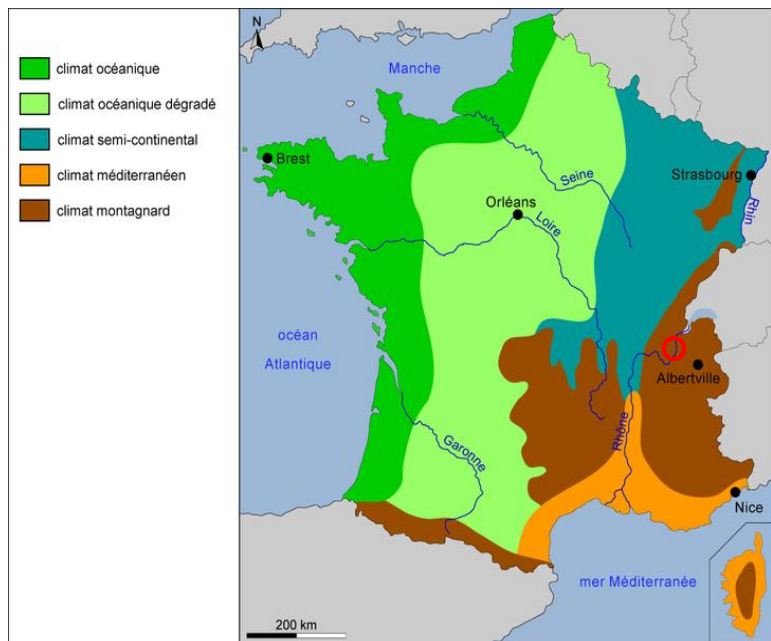 climat océanique
climat océanique dégradé
climat semi-continental
climat méditerranéen
climat montagnard
N
Manche
Brest
Seine
Strasbourg
Rhin
Orléans
Loire
océan
Atlantique
Albertville
Rhône
Garonne
Nice
mer Méditerranée
200 km